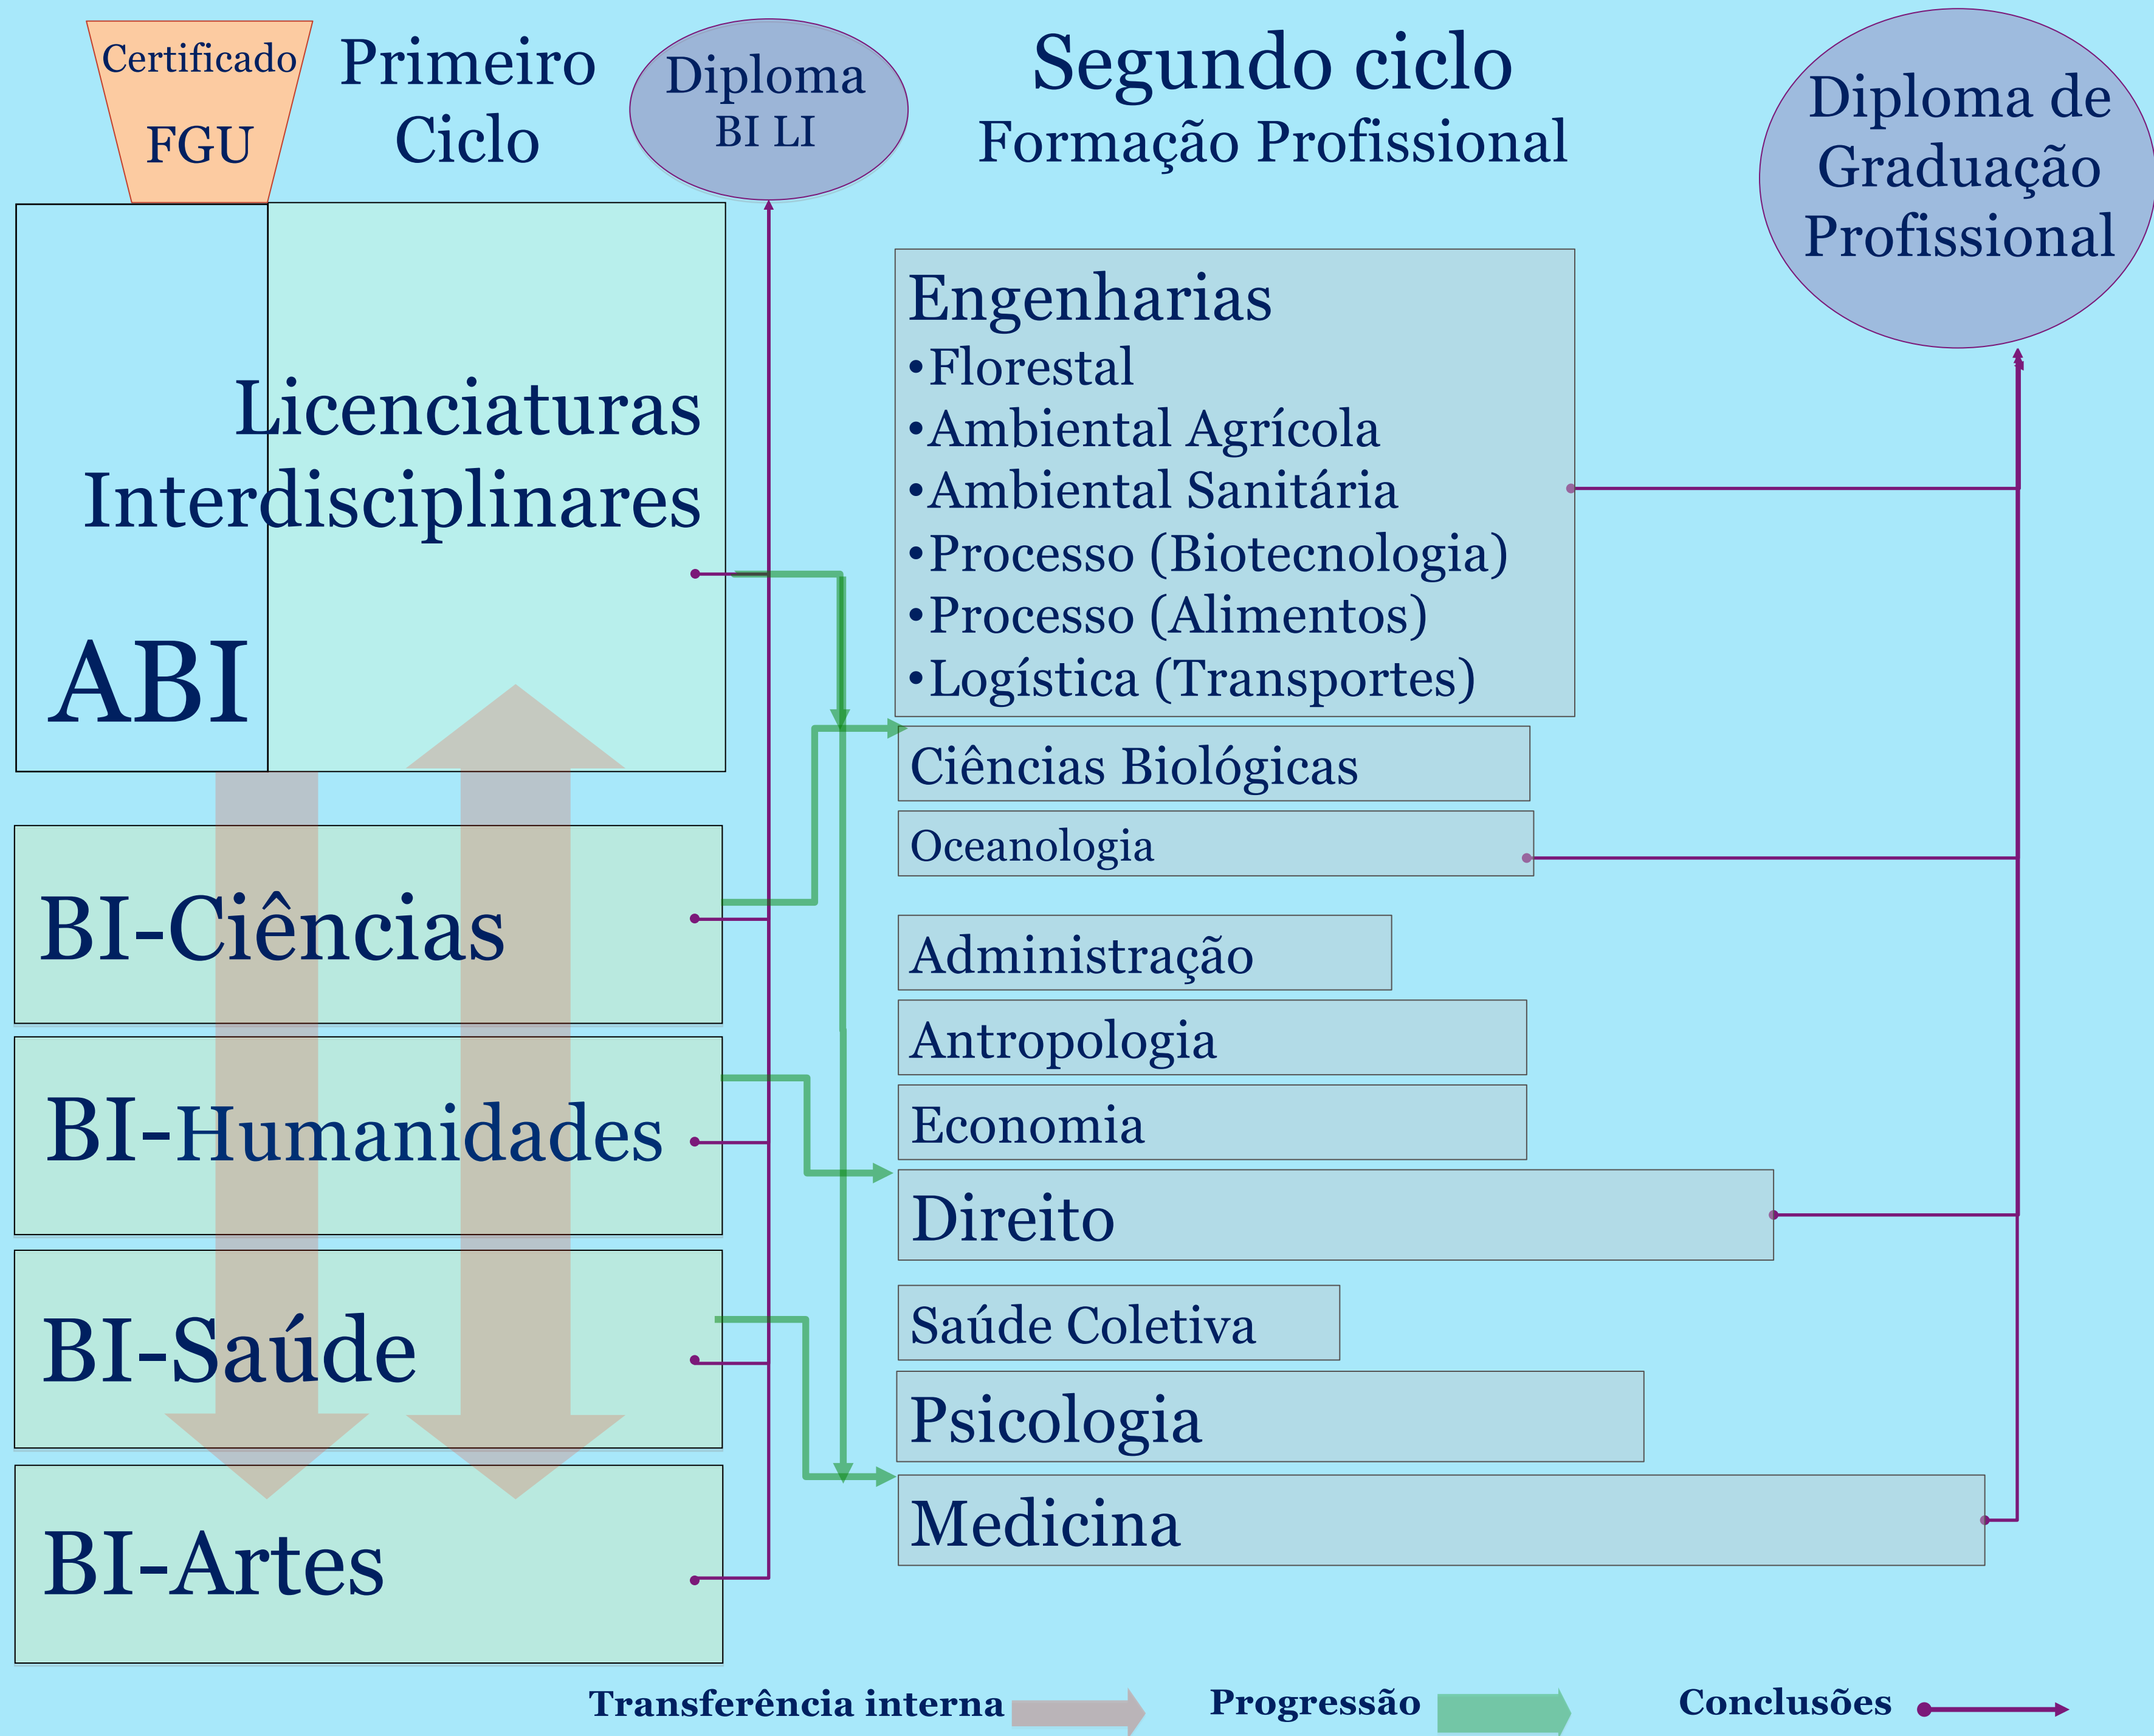 Certificado
FGU
Primeiro
Ciclo
Diploma
BI LI
Segundo ciclo
Formação Profissional
Diploma de
Graduação
Profissional
Licenciaturas
Interdisciplinares
ABI
BI-Ciências
BI-Humanidades
BI-Saúde
BI-Artes
Engenharias
•Florestal
•Ambiental Agrícola
•Ambiental Sanitária
•Processo (Biotecnologia)
•Processo (Alimentos)
•Logística (Transportes)
Ciências Biológicas
Oceanologia
Administração
Antropologia
Economia
Direito
Saúde Coletiva
Psicologia
Medicina
Transferência interna
Progressão
Conclusões